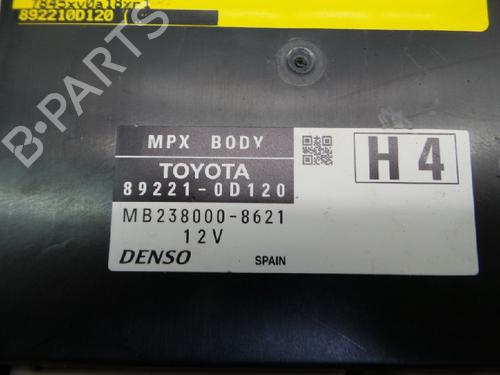 892210D120
MPX BODY
TOYOTA
89221-0D120
MB238000-8621
12V
DENSO
SPAIN
H4
B-PARTS